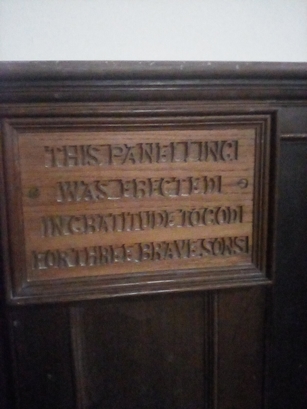 THIS PANELLING
WAS ERECTED
IN GRATITUDE TO GOD
FOR THREE BRAVE SONS